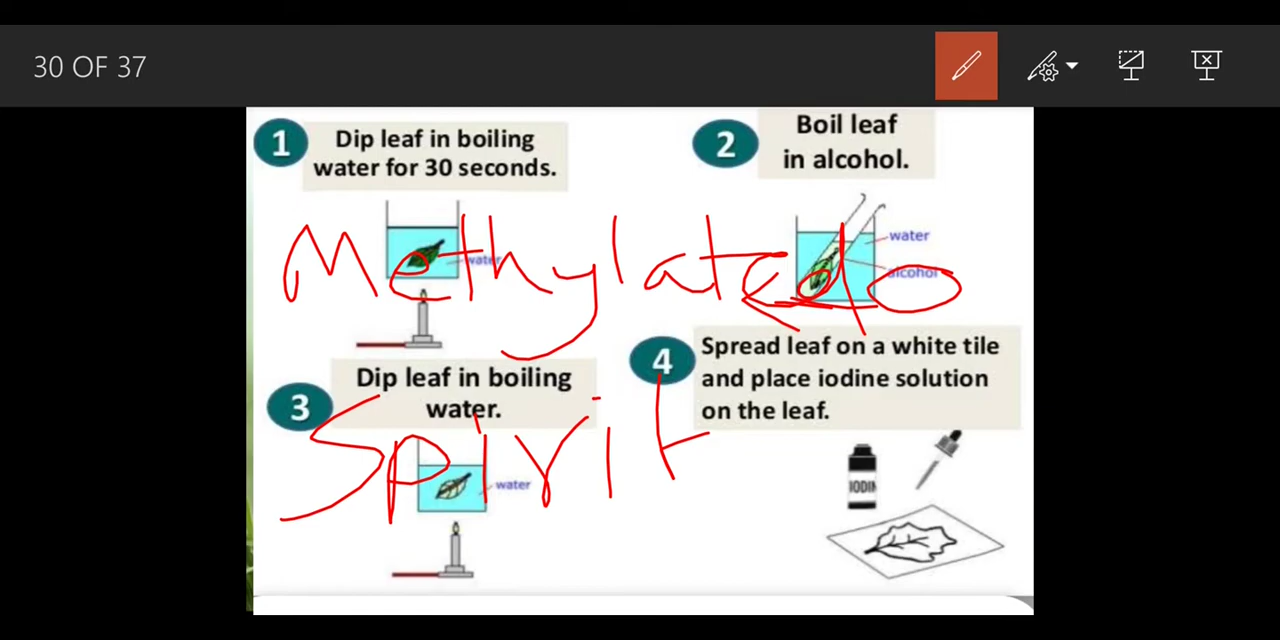 30 OF 37
1
Dip leaf in boiling
water for 30 seconds.
2
Boil leaf
in alcohol.
water
water
alcohol
Methylated
3
Dip leaf in boiling
water.
4
Spread leaf on a white tile
and place iodine solution
on the leaf.
Spirit
water
IODIN